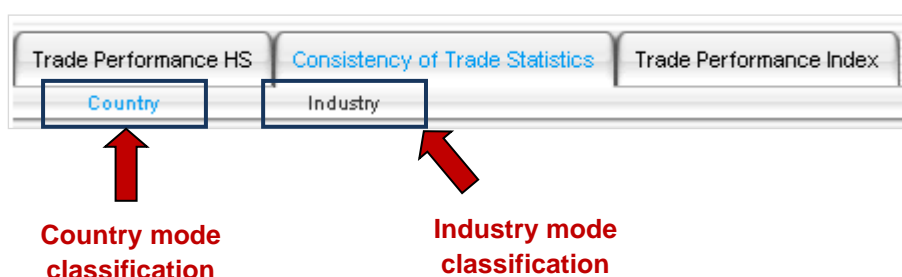 Trade Performance HS Consistency of Trade Statistics Trade Performance Index
Country Industry
Country mode
classification
Industry mode
classification